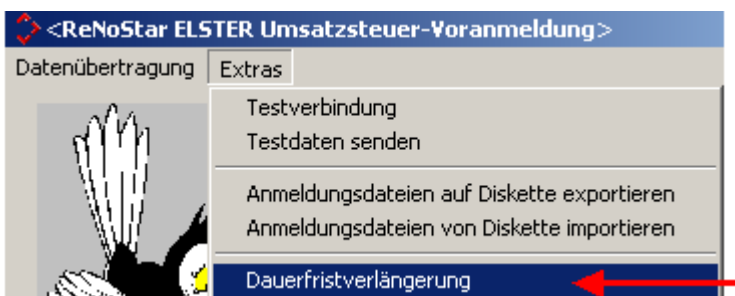 <ReNoStar ELSTER Umsatzsteuer-Voranmeldung>
Datenübertragung Extras
Testverbindung
Testdaten senden
Anmeldungsdateien auf Diskette exportieren
Anmeldungsdateien von Diskette importieren
Dauerfristverlängerung